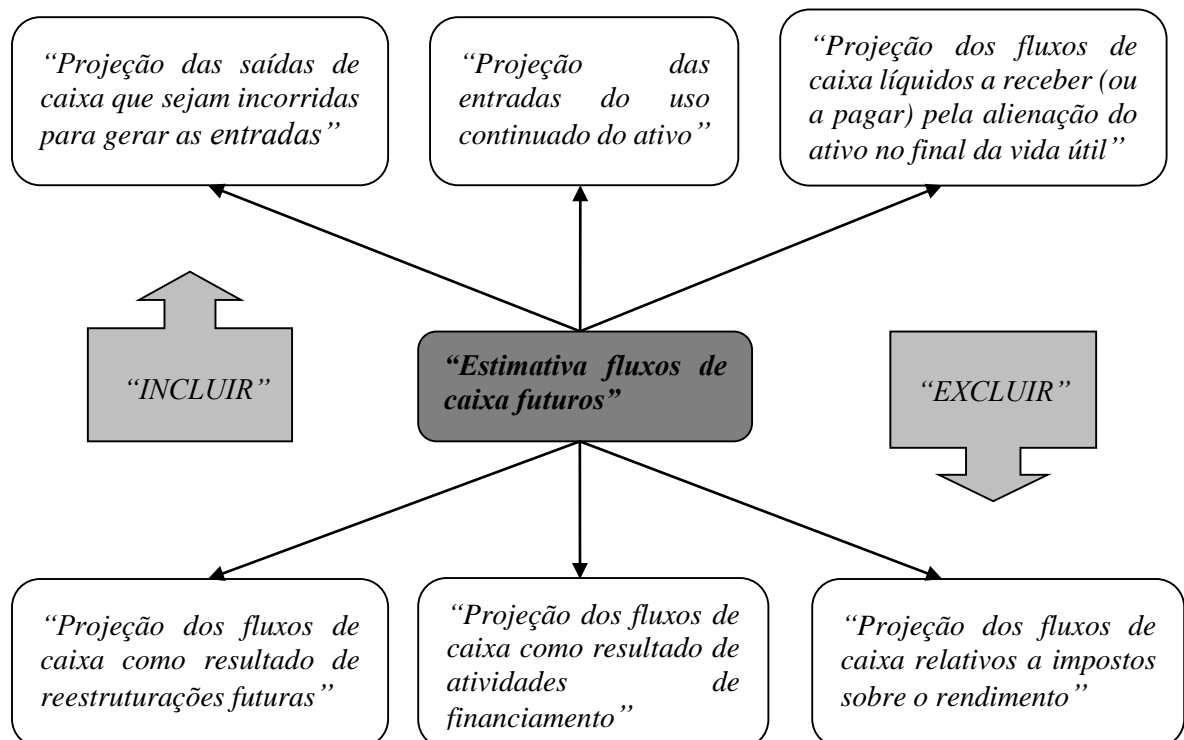 “Projeção das saídas de
caixa que sejam incorridas
para gerar as entradas”
“Projeção das
entradas do uso
continuado do ativo”
“Projeção dos fluxos de
caixa líquidos a receber (ou
a pagar) pela alienação do
ativo no final da vida útil”
“INCLUIR”
“Estimativa fluxos de
caixa futuros”
“EXCLUIR”
“Projeção dos fluxos de
caixa como resultado de
reestruturações futuras”
“Projeção dos fluxos de
caixa como resultado de
atividades de
financiamento”
“Projeção dos fluxos de
caixa relativos a impostos
sobre o rendimento”